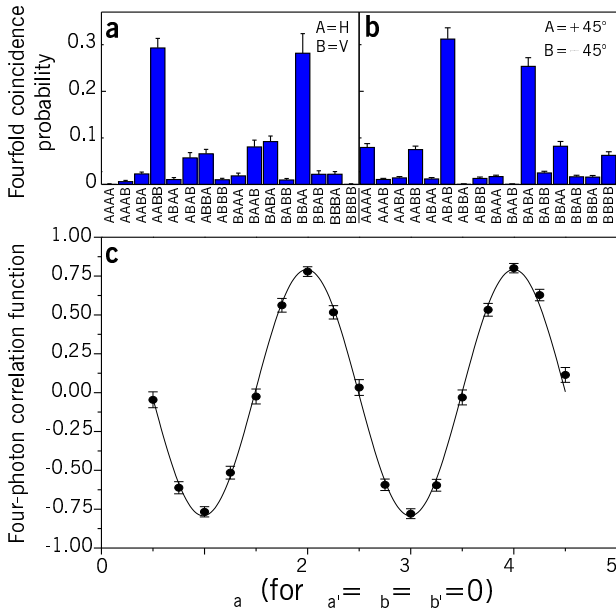 a
A=H
B=V
b
A=+45°
B=−45°
Fourfold coincidence
probability
0.3
0.2
0.1
0
AAAA AAAB AABA AABB ABAA ABAB ABBA ABBB BAAA BAAB BABA BABB BBAA BBAB BBBA BBBB
AAAA AAAB AABA AABB ABAA ABAB ABBA ABBB BAAA BAAB BABA BABB BBAA BBAB BBBA BBBB
c
Four-photon correlation function
1.00
0.75
0.50
0.25
0.00
-0.25
-0.50
-0.75
-1.00
0 1 2 3 4 5
a (for a'= b= b'=0)